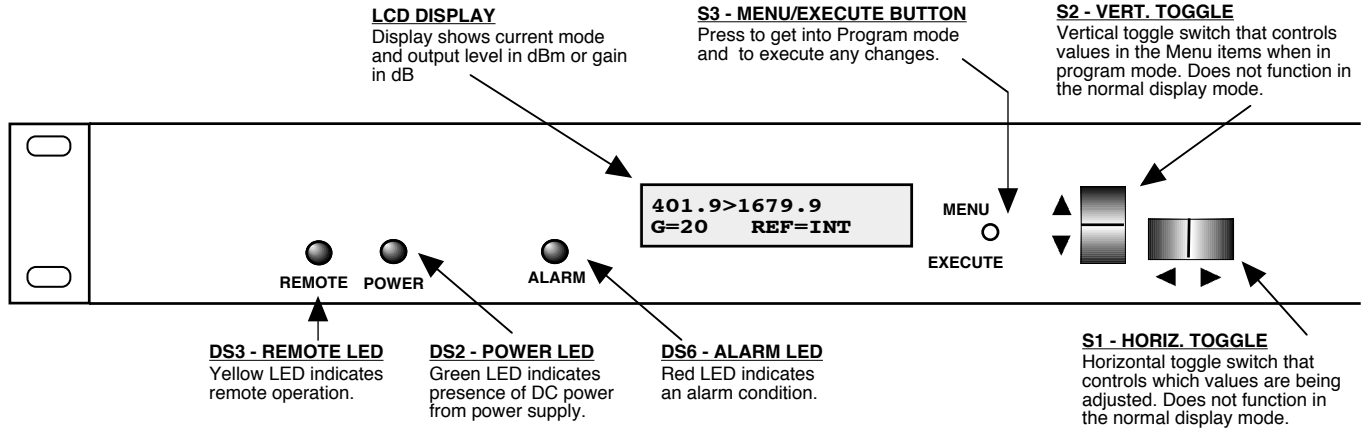 LCD DISPLAY
Display shows current mode
and output level in dBm or gain
in dB
S3 - MENU/EXECUTE BUTTON
Press to get into Program mode
and to execute any changes.
S2 - VERT. TOGGLE
Vertical toggle switch that controls
values in the Menu items when in
program mode. Does not function in
the normal display mode.
401.9>1679.9
G=20 REF=INT
MENU
EXECUTE
REMOTE
POWER
ALARM
DS3 - REMOTE LED
Yellow LED indicates
remote operation.
DS2 - POWER LED
Green LED indicates
presence of DC power
from power supply.
DS6 - ALARM LED
Red LED indicates
an alarm condition.
S1 - HORIZ. TOGGLE
Horizontal toggle switch that
controls which values are being
adjusted. Does not function in
the normal display mode.